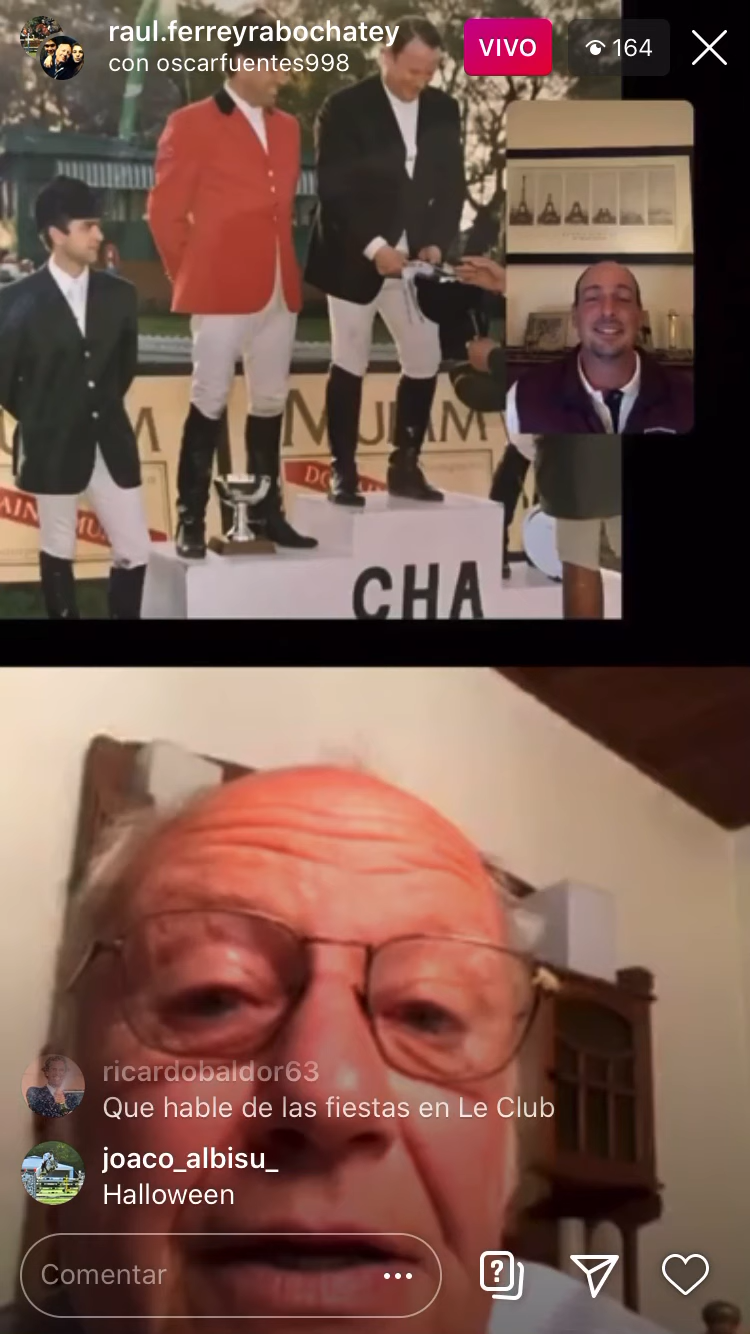 raul.ferreyrabochatey
con oscarfuentes998
VIVO
164
MUMM
CHA
ricardobaldor63
Que hable de las fiestas en Le Club
joaco_albisu_
Halloween
Comentar